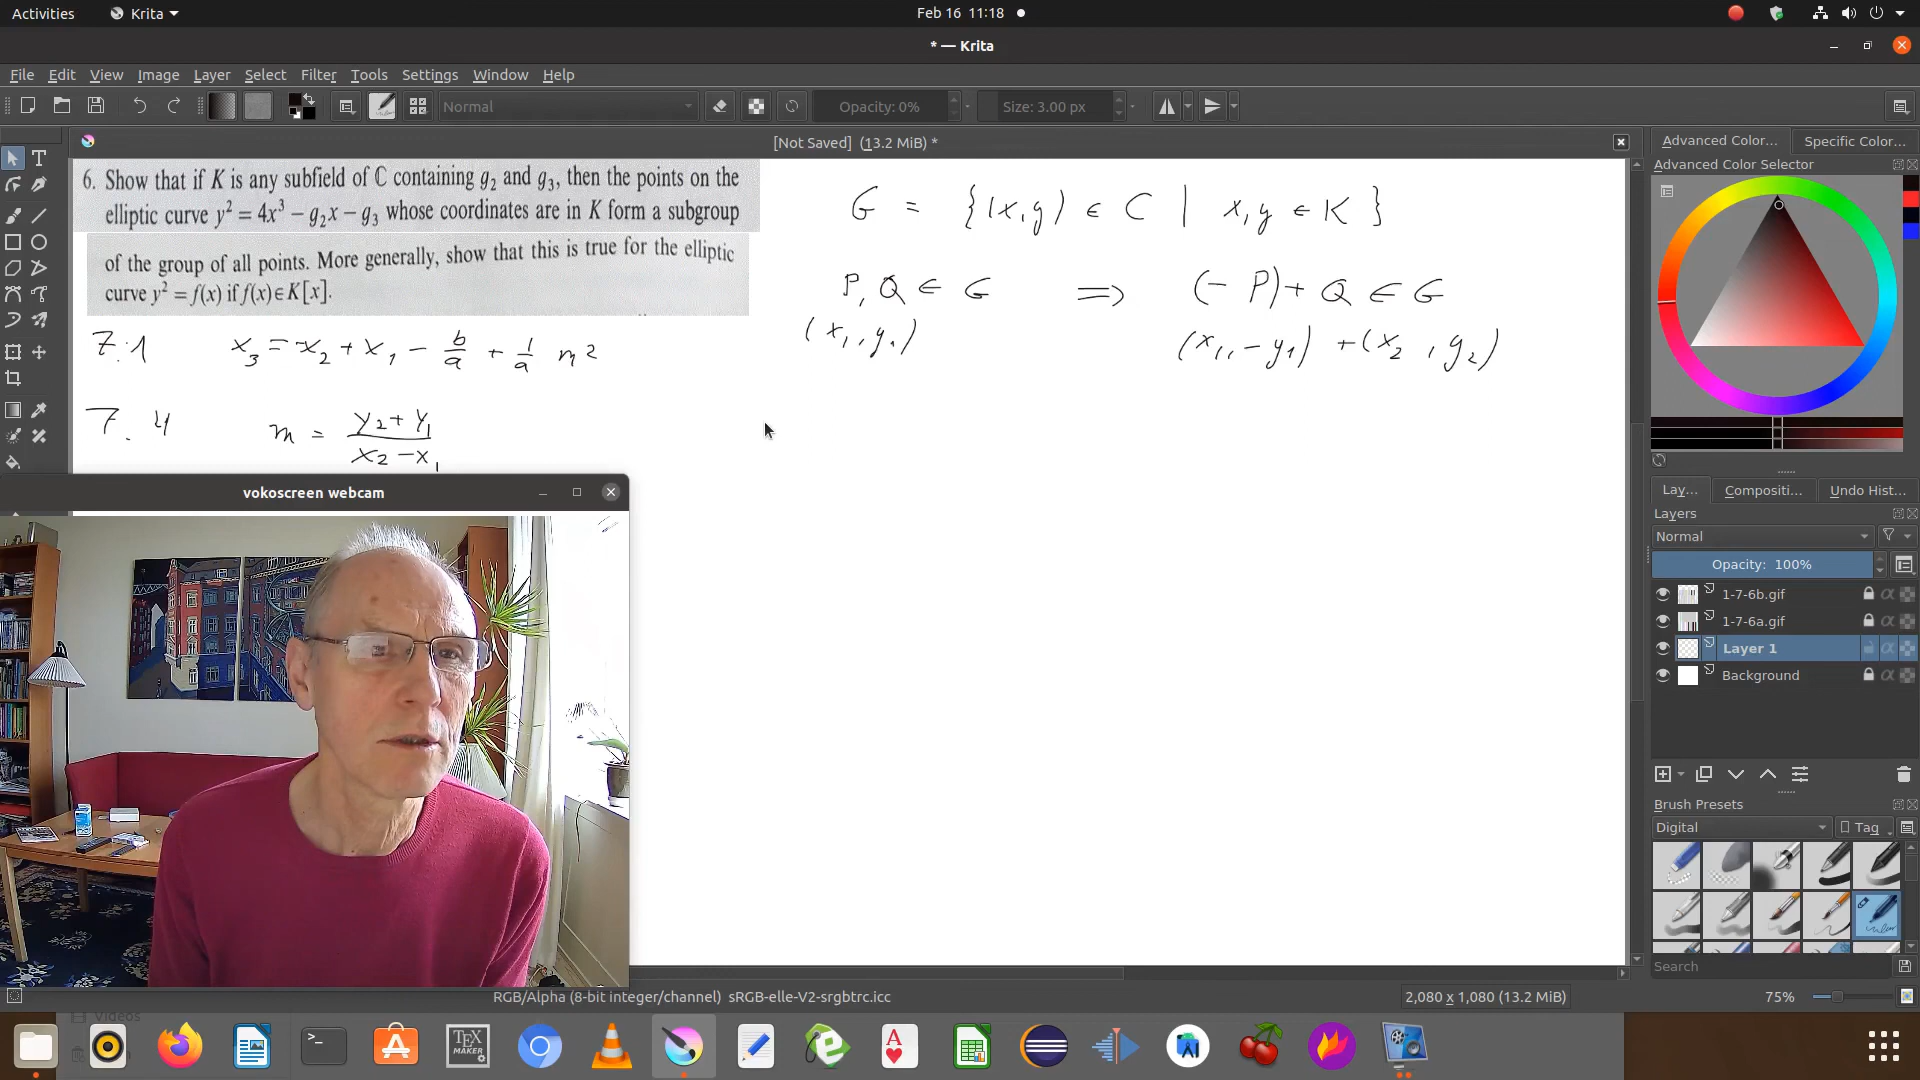 Activities Krita Feb 16 11:18
* — Krita
File Edit View Image Layer Select Filter Tools Settings Window Help
Normal Opacity: 0% Size: 3.00 px
[Not Saved] (13.2 MiB) *
Advanced Color... Specific Color...
Advanced Color Selector
6. Show that if K is any subfield of ℂ containing g₂ and g₃, then the points on the
elliptic curve y² = 4x³ − g₂x − g₃ whose coordinates are in K form a subgroup
of the group of all points. More generally, show that this is true for the elliptic
curve y² = f(x) if f(x)∈K[x].
G = {(x,y) ∈ C | x,y ∈ K}
P, Q ∈ G ⇒ (− P)+ Q ∈ G
(x₁, y₁) (x₁, −y₁) + (x₂, y₂)
7.1 x₃ = −x₂ + x₁ − b/a + 1/a m²
7.4 m = (y₂ + y₁)/(x₂ − x₁)
vokoscreen webcam
Lay... Compositi... Undo Hist...
Layers
Normal
Opacity: 100%
1-7-6b.gif
1-7-6a.gif
Layer 1
Background
Brush Presets
Digital Tag
Search
RGB/Alpha (8-bit integer/channel) sRGB-elle-V2-srgbtrc.icc 2,080 x 1,080 (13.2 MiB) 75%
Videos
TEX MAKER